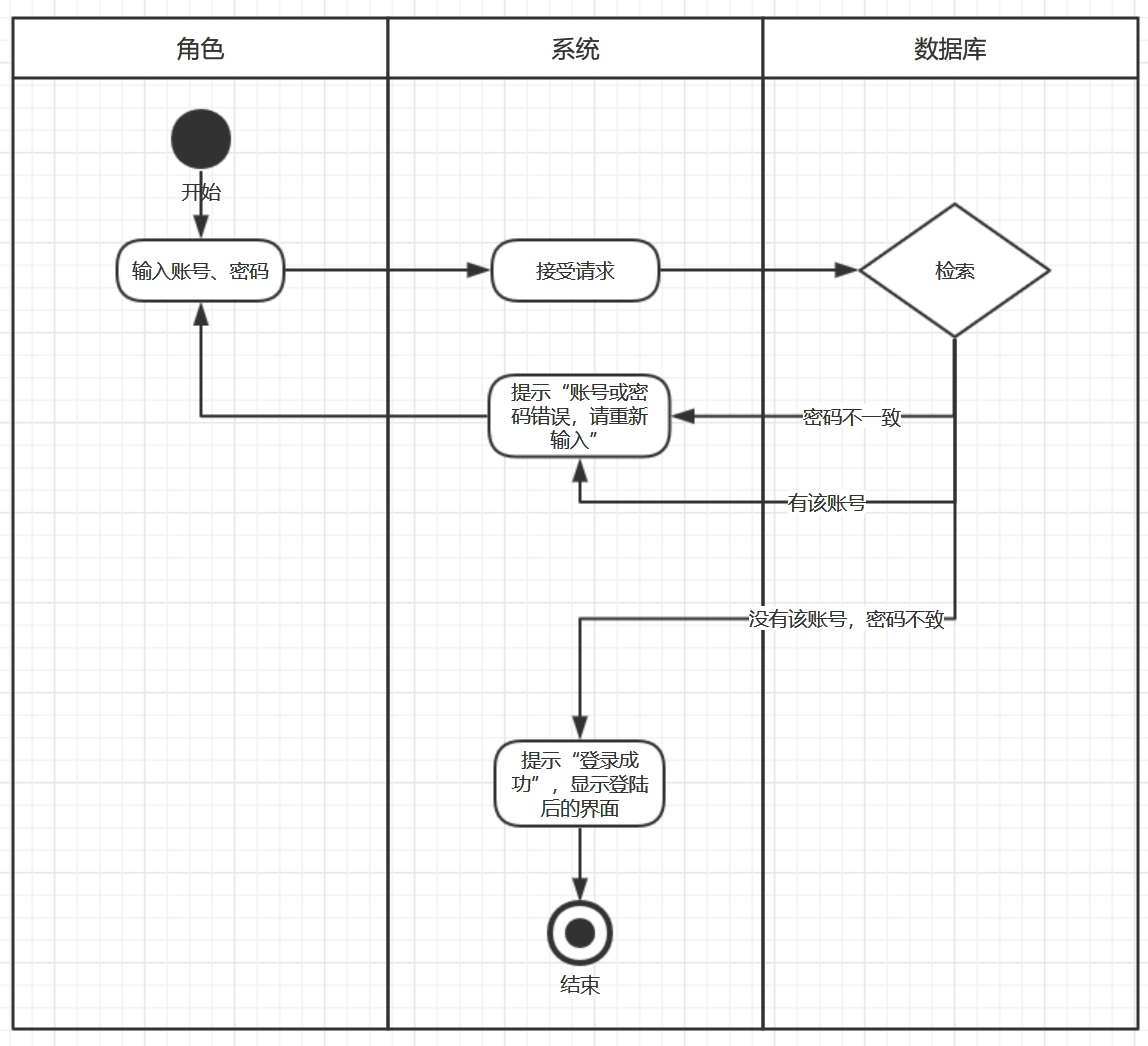 角色
系统
数据库
开始
输入账号、密码
接受请求
检索
提示“账号或密
码错误，请重新
输入”
密码不一致
有该账号
没有该账号，密码不致
提示“登录成
功”，显示登陆
后的界面
结束